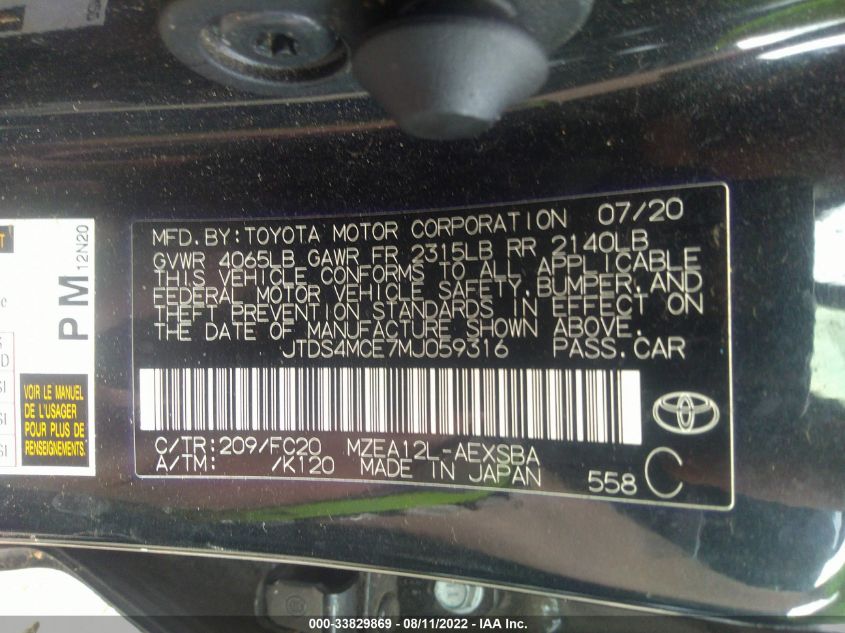 MFD.BY:TOYOTA MOTOR CORPORATION 07/20
GVWR 4065LB GAWR FR 2315LB RR 2140LB
THIS VEHICLE CONFORMS TO ALL APPLICABLE
FEDERAL MOTOR VEHICLE SAFETY,BUMPER,AND
THEFT PREVENTION STANDARDS IN EFFECT ON
THE DATE OF MANUFACTURE SHOWN ABOVE.
JTDS4MCE7MJ059316 PASS.CAR
C/TR:209/FC20 MZEA12L-AEXSBA
A/TM: /K120 MADE IN JAPAN
558 C
PM
12N20
VOIR LE MANUEL
DE L'USAGER
POUR PLUS DE
RENSEIGNEMENTS
000-33829869 - 08/11/2022 - IAA Inc.